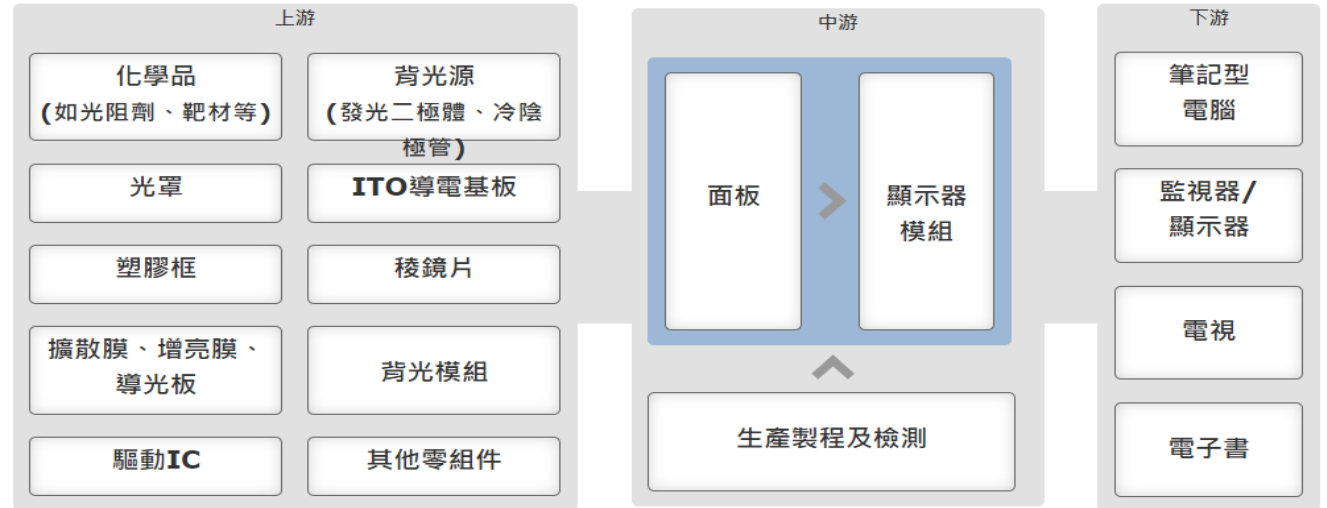 上游
化學品
(如光阻劑、靶材等)
背光源
(發光二極體、冷陰
極管)
光罩
ITO導電基板
塑膠框
稜鏡片
擴散膜、增亮膜、
導光板
背光模組
驅動IC
其他零組件
中游
面板
顯示器
模組
生產製程及檢測
下游
筆記型
電腦
監視器/
顯示器
電視
電子書